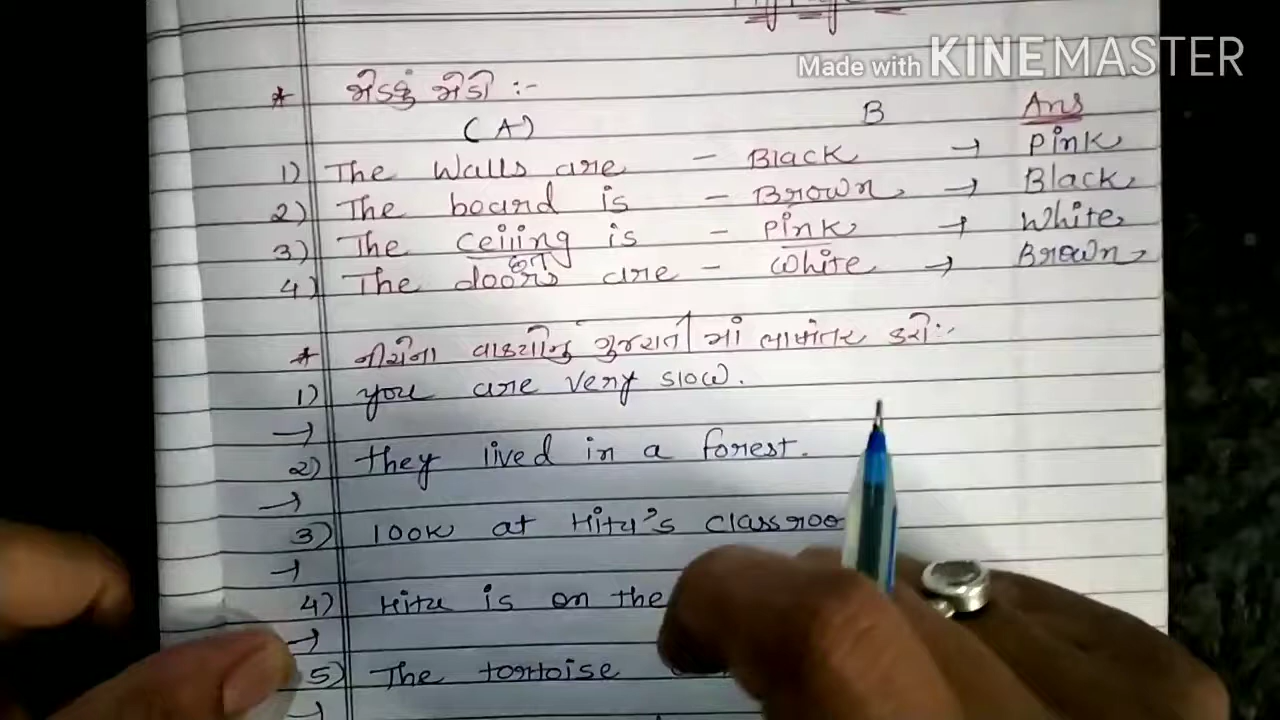 Made with KINEMASTER
* જોડકું જોડો :-
(A) B Ans
1) The Walls are - Black → Pink
2) The board is - Brown → Black
3) The ceiling is - Pink → White
છત
4) The doors are - White → Brown
* નીચેના વાક્યોનું ગુજરાતી માં ભાષાંતર કરો :-
1) you are very slow.
→
2) they lived in a forest.
→
3) look at Hitu's
→
4) Hitu is on the
→
5) The tortoise
→